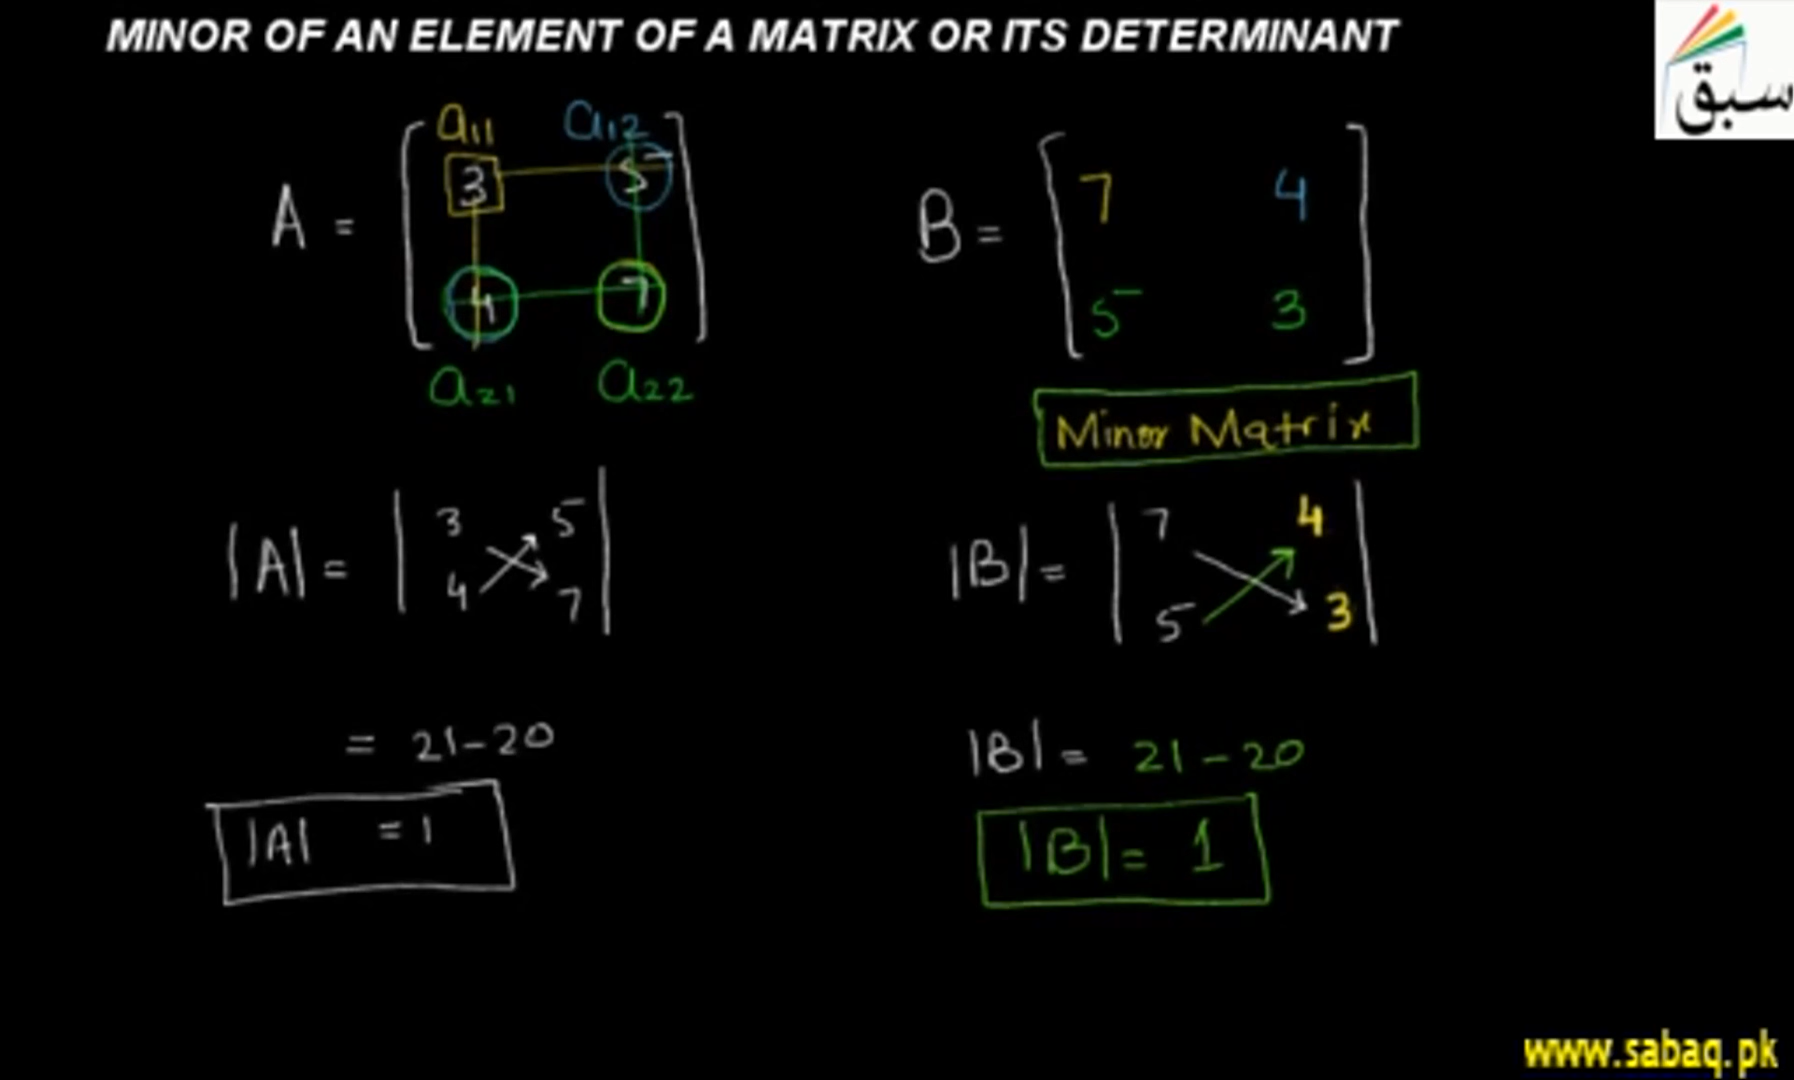 MINOR OF AN ELEMENT OF A MATRIX OR ITS DETERMINANT
سبق
a11 a12
A = [ 3 5
4 7 ]
a21 a22
B = [ 7 4
5 3 ]
Minor Matrix
|A| = | 3 5
4 7 |
= 21-20
|A| = 1
|B| = | 7 4
5 3 |
|B| = 21-20
|B| = 1
www.sabaq.pk